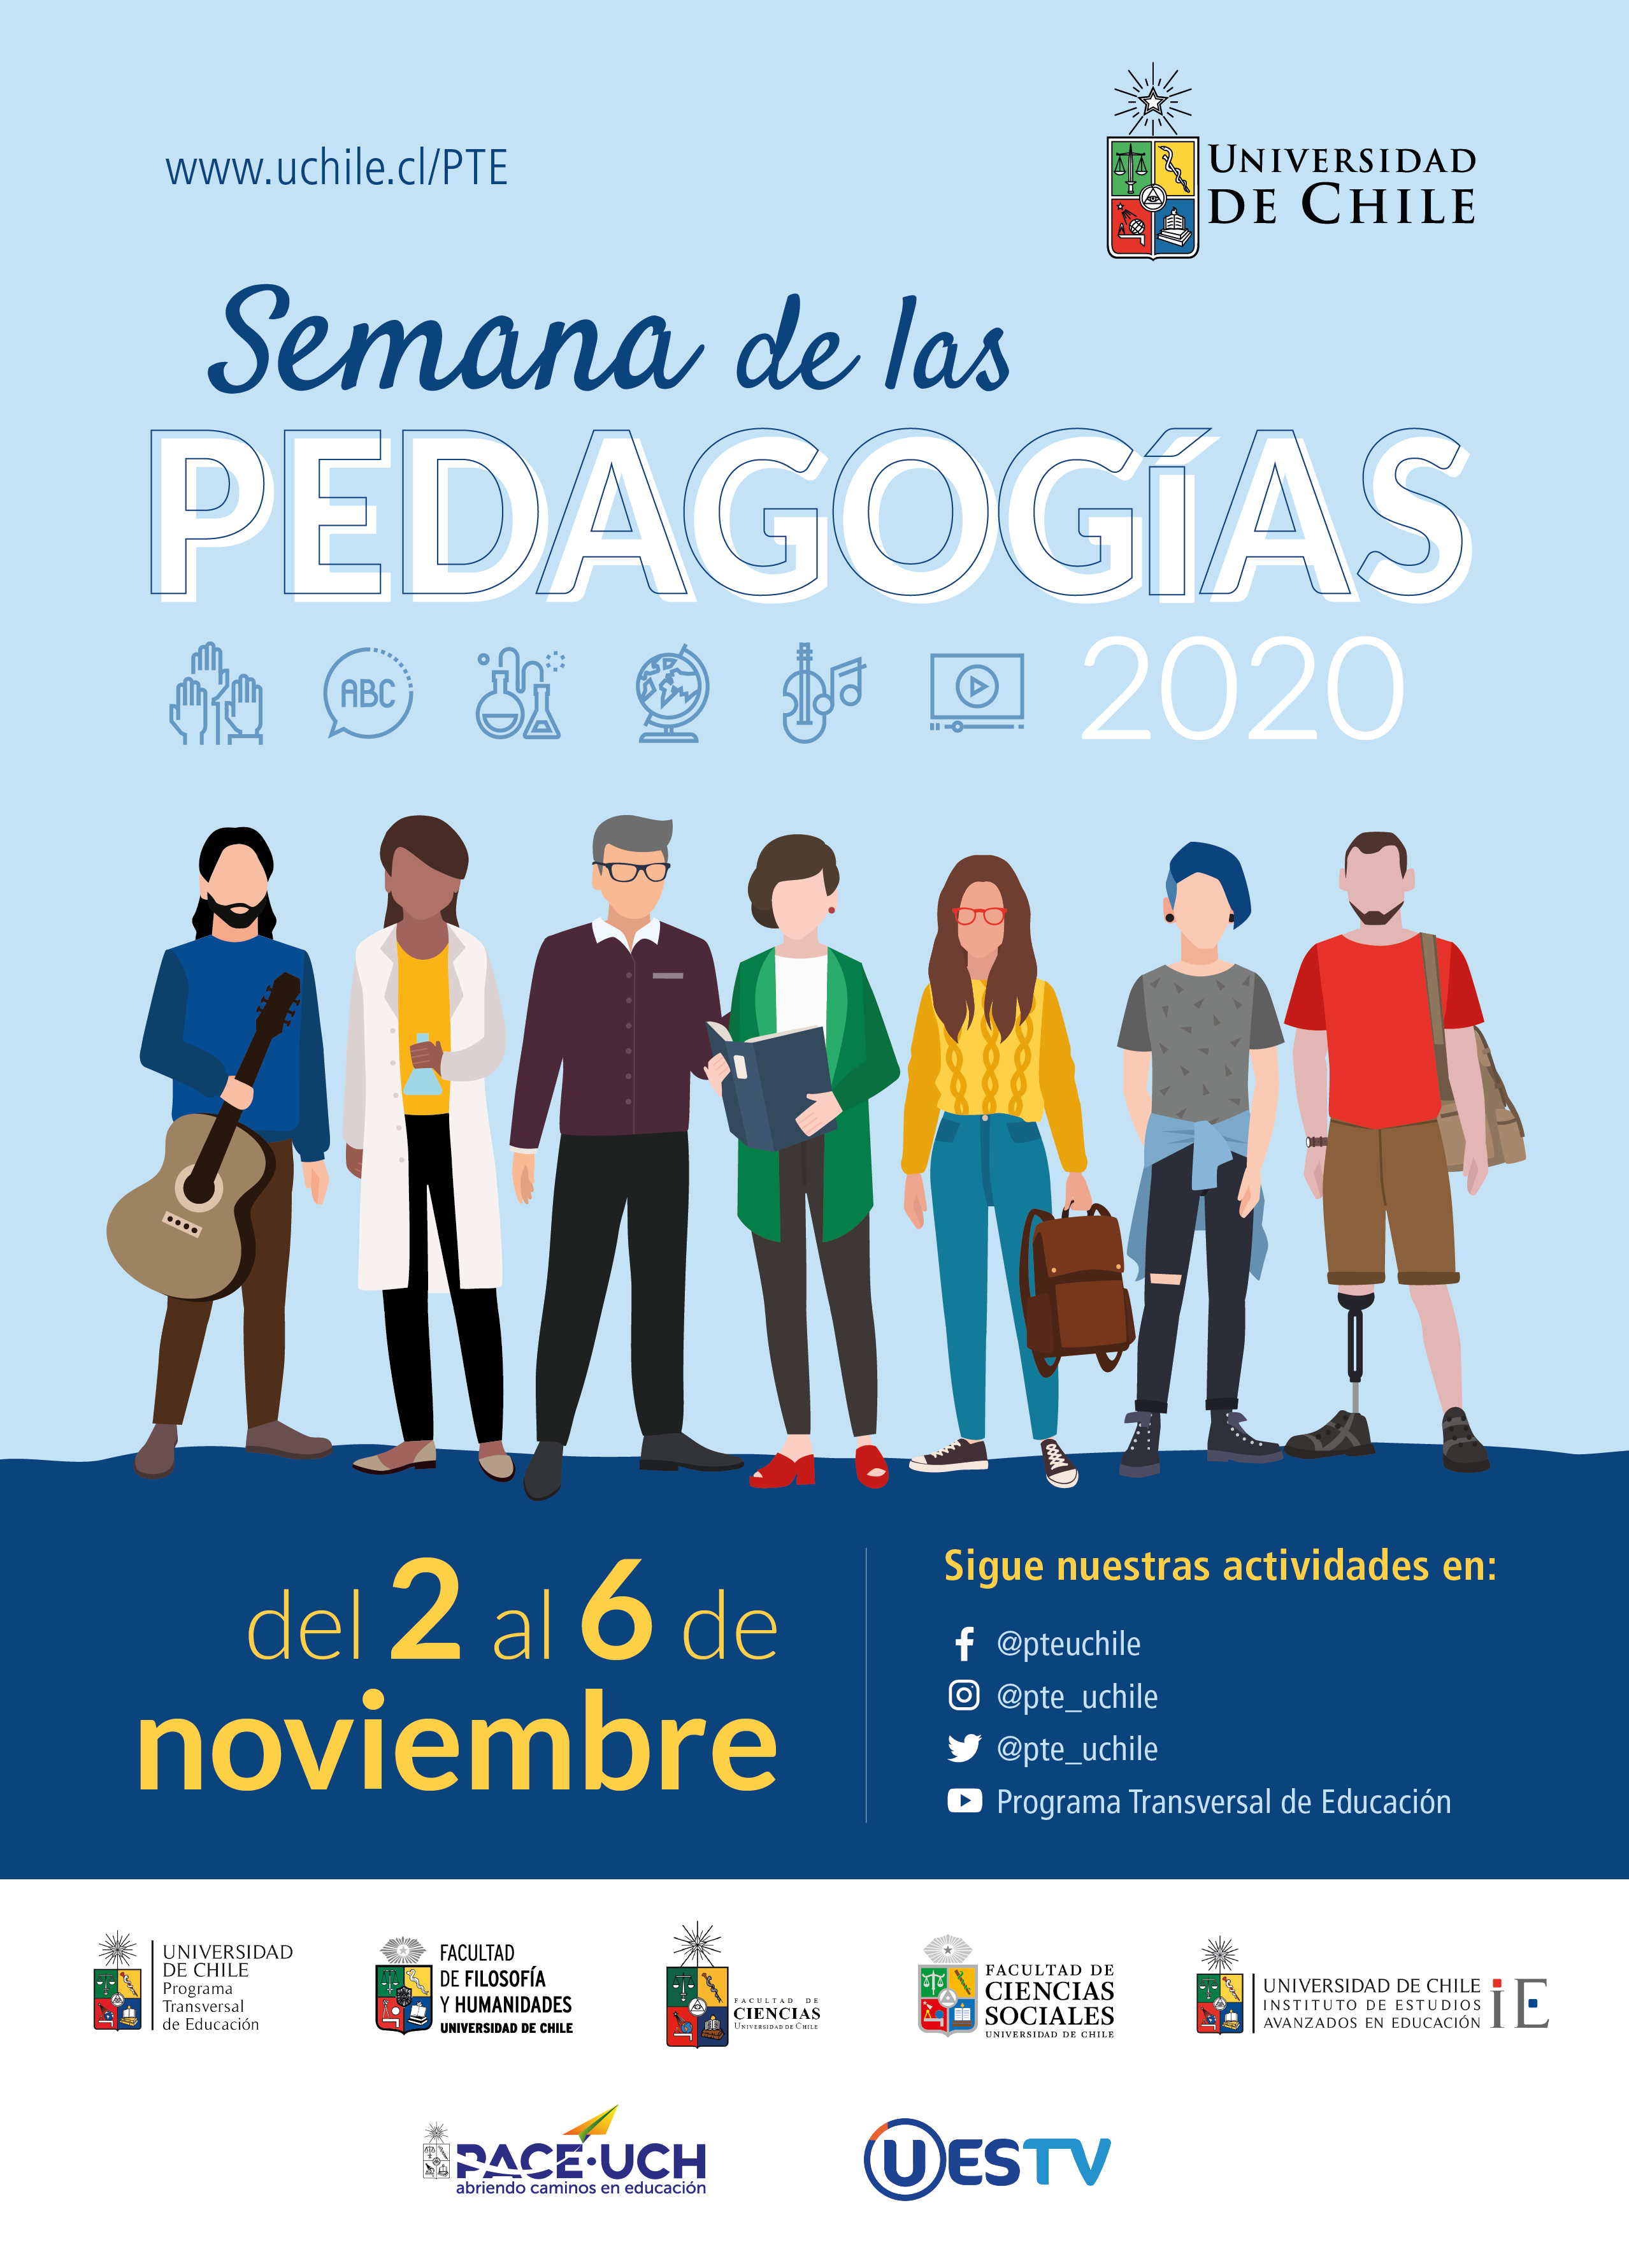 www.uchile.cl/PTE
UNIVERSIDAD
DE CHILE
Semana de las
PEDAGOGíAS
ABC
2020
del 2 al 6 de
noviembre
Sigue nuestras actividades en:
@pteuchile
@pte_uchile
@pte_uchile
Programa Transversal de Educación
UNIVERSIDAD
DE CHILE
Programa
Transversal
de Educación
FACULTAD
DE FILOSOFÍA
Y HUMANIDADES
UNIVERSIDAD DE CHILE
FACULTAD DE
CIENCIAS
UNIVERSIDAD DE CHILE
FACULTAD DE
CIENCIAS
SOCIALES
UNIVERSIDAD DE CHILE
UNIVERSIDAD DE CHILE
INSTITUTO DE ESTUDIOS
AVANZADOS EN EDUCACIÓN
iE
PACE·UCH
abriendo caminos en educación
UESTV